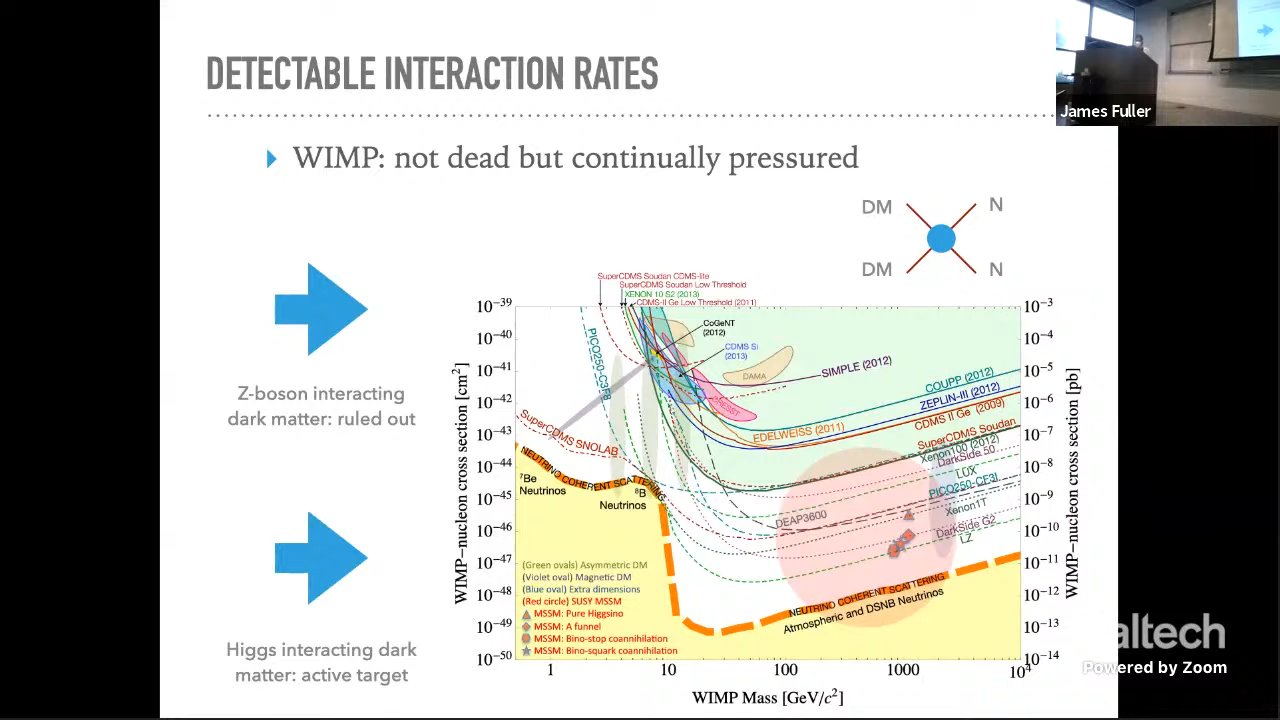 DETECTABLE INTERACTION RATES
James Fuller
WIMP: not dead but continually pressured
DM
N
DM
N
Z-boson interacting
dark matter: ruled out
Higgs interacting dark
matter: active target
SuperCDMS Soudan CDMS-lite
SuperCDMS Soudan Low Threshold
XENON 10 S2 (2013)
CDMS-II Ge Low Threshold (2011)
CoGeNT
(2012)
CDMS Si
(2013)
DAMA
CRESST
SIMPLE (2012)
COUPP (2012)
ZEPLIN-III (2012)
CDMS II Ge (2009)
EDELWEISS (2011)
SuperCDMS Soudan
Xenon100 (2012)
DarkSide 50
LUX
PICO250-CF3I
Xenon1T
DarkSide G2
LZ
DEAP3600
PICO250-C3F8
SuperCDMS SNOLAB
NEUTRINO COHERENT SCATTERING
7Be
Neutrinos
8B
Neutrinos
NEUTRINO COHERENT SCATTERING
Atmospheric and DSNB Neutrinos
(Green ovals) Asymmetric DM
(Violet oval) Magnetic DM
(Blue oval) Extra dimensions
(Red circle) SUSY MSSM
MSSM: Pure Higgsino
MSSM: A funnel
MSSM: Bino-stop coannihilation
MSSM: Bino-squark coannihilation
WIMP−nucleon cross section [cm2]
10−39
10−40
10−41
10−42
10−43
10−44
10−45
10−46
10−47
10−48
10−49
10−50
10−3
10−4
10−5
10−6
10−7
10−8
10−9
10−10
10−11
10−12
10−13
10−14
WIMP−nucleon cross section [pb]
1
10
100
1000
104
WIMP Mass [GeV/c2]
altech
Powered by Zoom